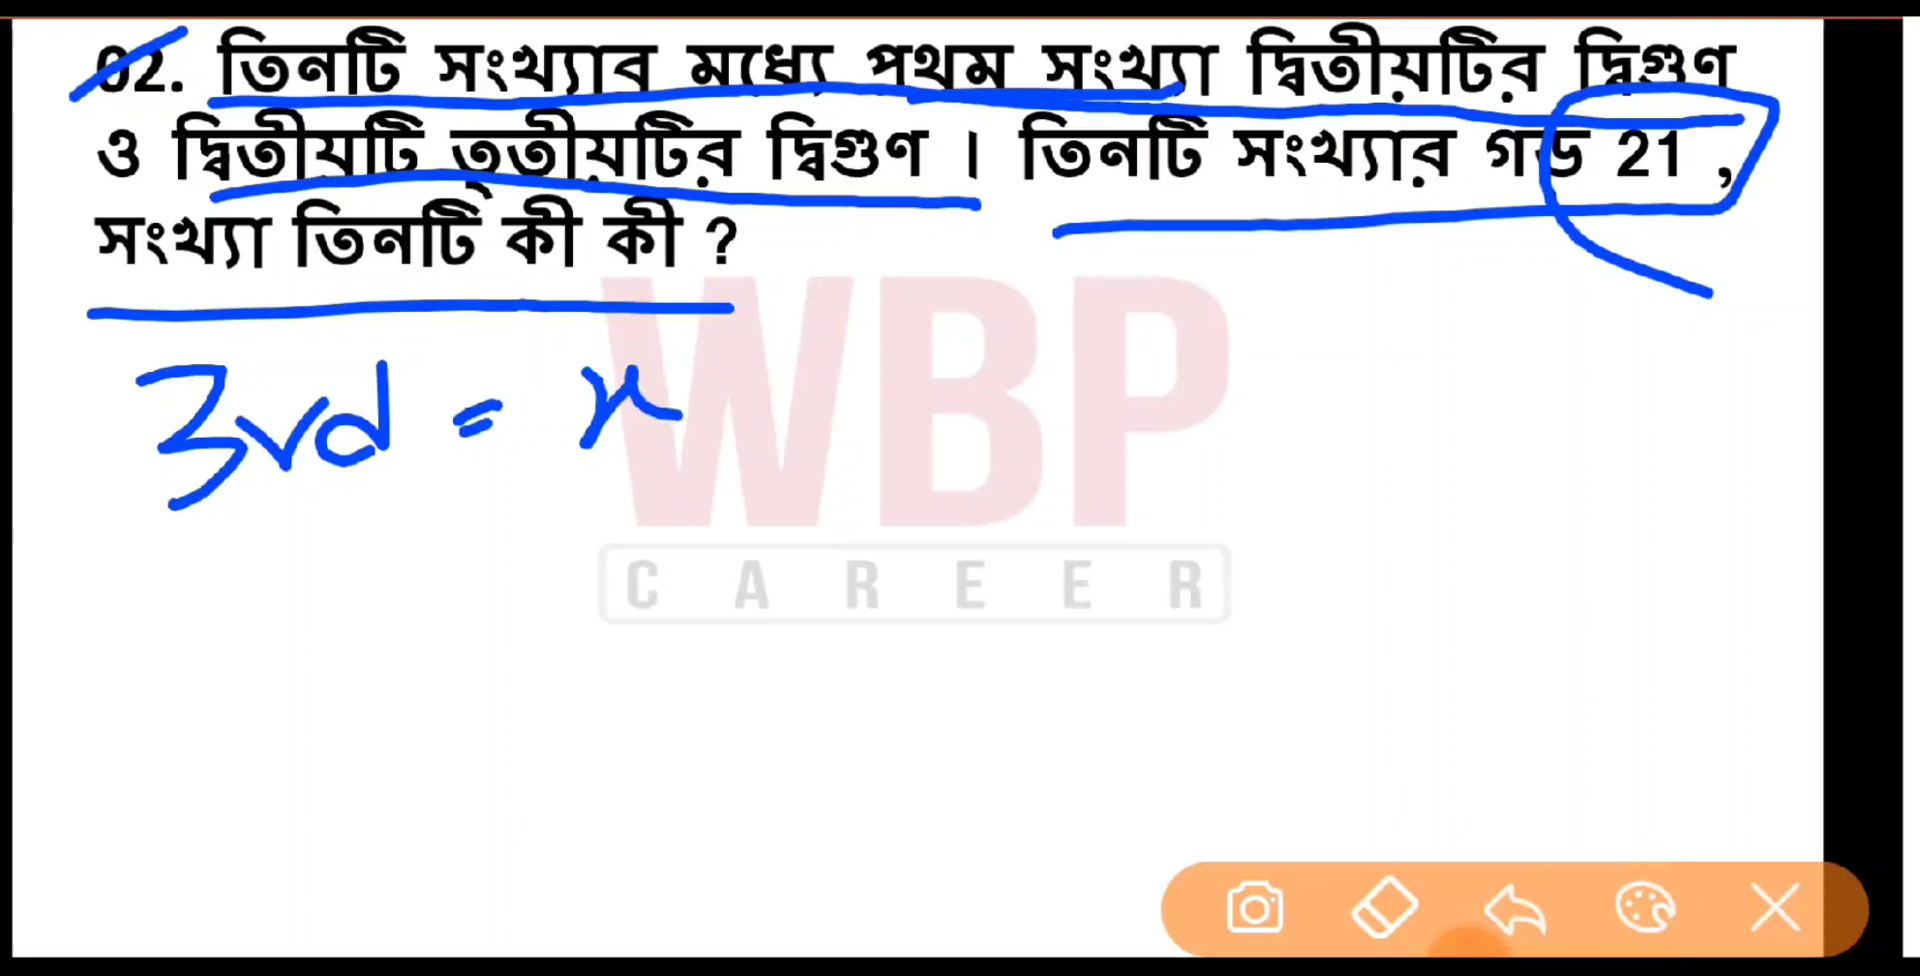 02. তিনটি সংখ্যার মধ্যে প্রথম সংখ্যা দ্বিতীয়টির দ্বিগুণ
ও দ্বিতীয়টি তৃতীয়টির দ্বিগুণ । তিনটি সংখ্যার গড় 21 ,
সংখ্যা তিনটি কী কী ?
3rd = x
WBP
CAREER